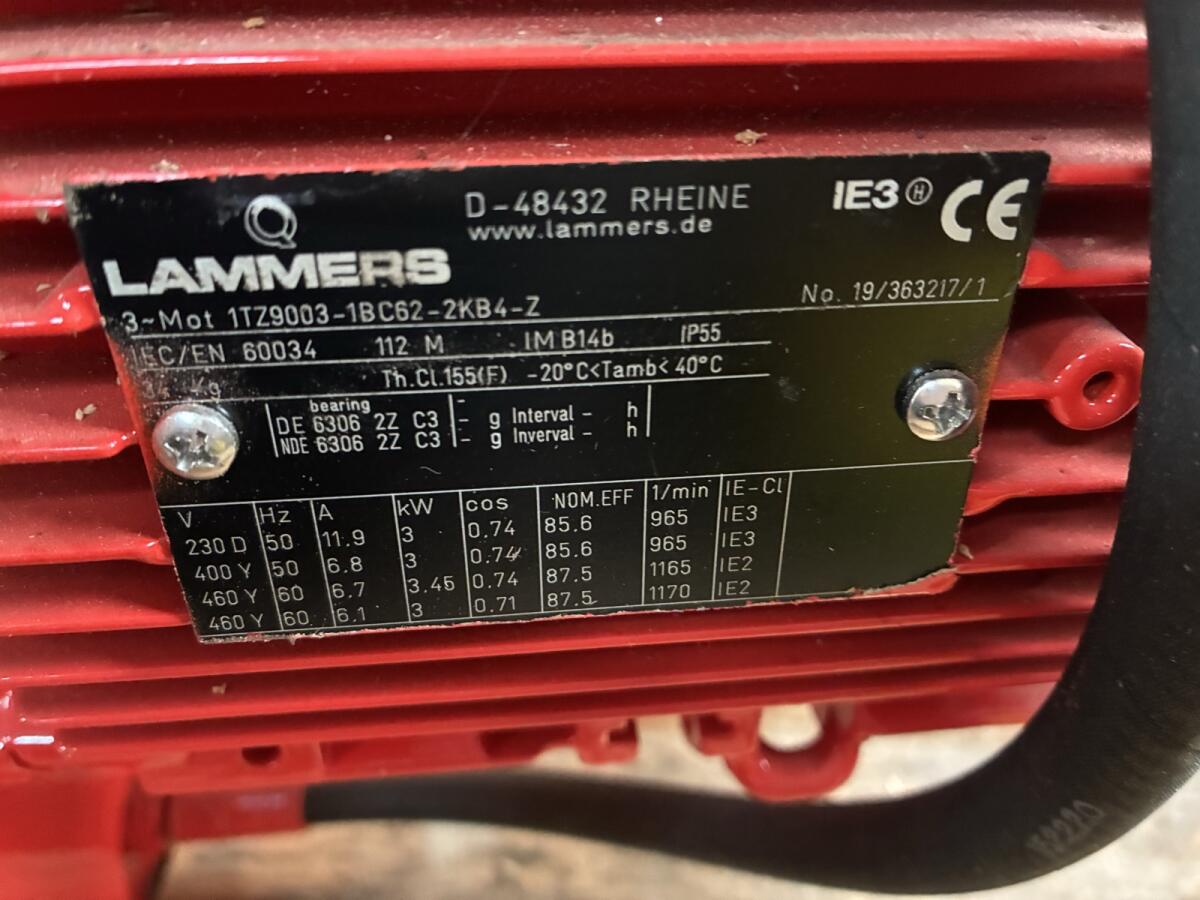 D-48432 RHEINE
www.lammers.de
IE3 H CE
LAMMERS
No. 19/363217/1
3~Mot 1TZ9003-1BC62-2KB4-Z
IEC/EN 60034 112 M IM B14b IP55
Kg Th.Cl.155(F) -20°C<Tamb< 40°C
bearing -
DE 6306 2Z C3 - g Interval - h
NDE 6306 2Z C3 - g Inverval - h
V Hz A kW cos NOM.EFF 1/min IE-Cl
230 D 50 11.9 3 0.74 85.6 965 IE3
400 Y 50 6.8 3 0.74 85.6 965 IE3
460 Y 60 6.7 3.45 0.74 87.5 1165 IE2
460 Y 60 6.1 3 0.71 87.5 1170 IE2